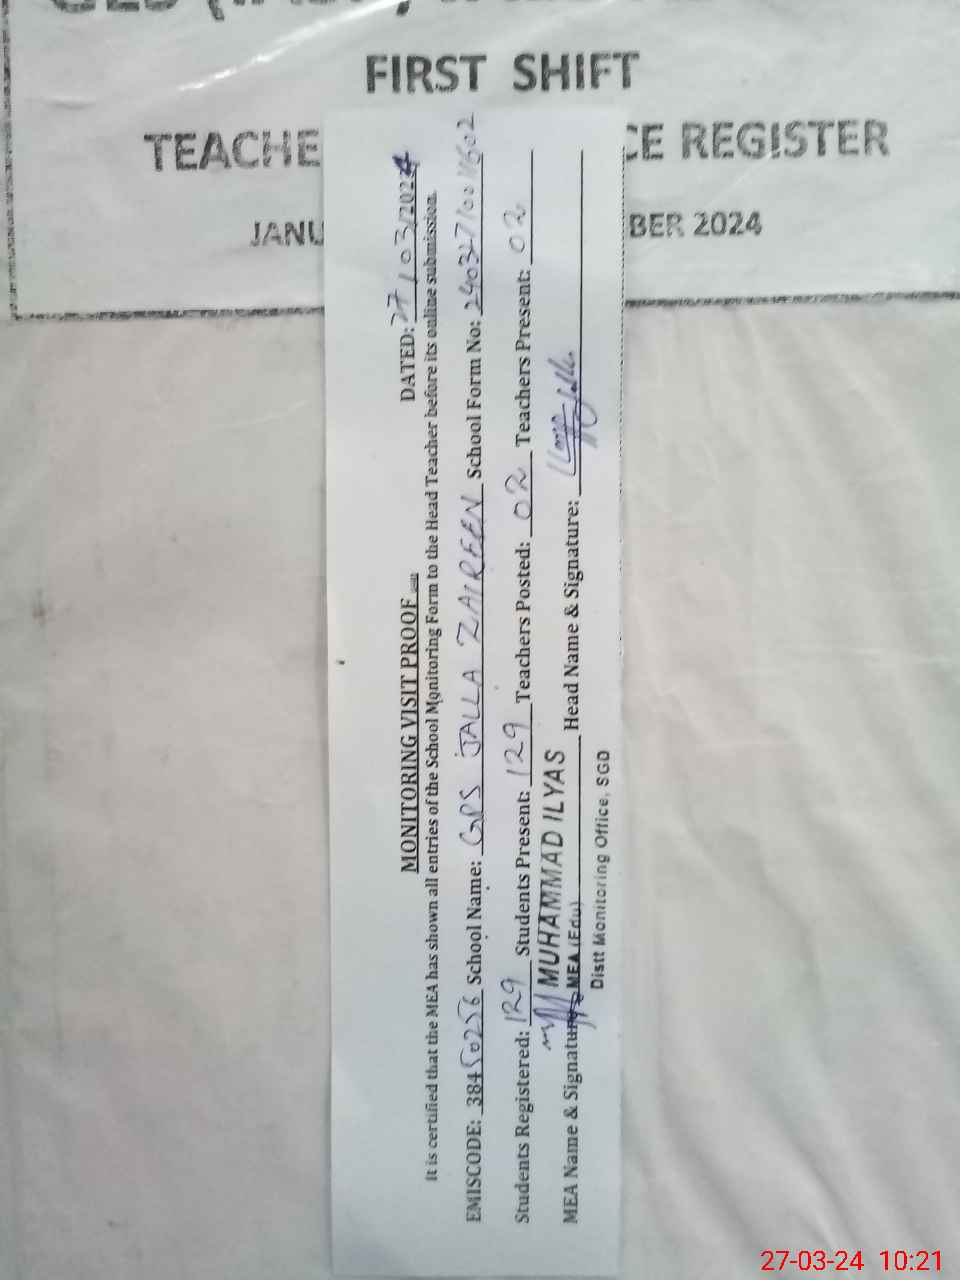 FIRST SHIFT
TEACHE CE REGISTER
JANU BER 2024
MONITORING VISIT PROOF DATED: 27/03/2024
It is certified that the MEA has shown all entries of the School Monitoring Form to the Head Teacher before its online submission.
EMISCODE: 38450256 School Name: GPS JALLA ZAIREEN School Form No:
Students Registered: 129 Students Present: 129 Teachers Posted: 02 Teachers Present: 02
MUHAMMAD ILYAS
MEA Name & Signature: MEA (Edu) Head Name & Signature:
Distt Monitoring Office, SGD
27-03-24 10:21